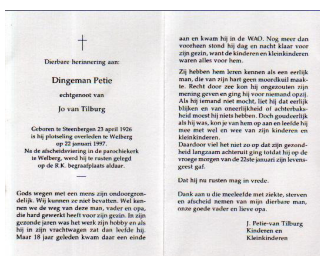 Dierbare herinnering aan:
Dingeman Petie
echtgenoot van
Jo van Tilburg
Geboren te Steenbergen 23 april 1926
is hij plotseling overleden te Welberg
op 22 januari 1997.
Na de afscheidsviering in de parochiekerk
te Welberg, werd hij te rusten gelegd
op de R.K. begraafplaats aldaar.
Gods wegen met een mens zijn ondoorgron-
delijk. Wij kunnen ze niet bevatten. Wel ken-
nen we de weg van deze man, vader en opa,
die hard gewerkt heeft voor zijn gezin. In zijn
gezonde jaren was het werk zijn hobby en als
hij in zijn vrachtwagen zat dan leefde hij.
Maar 18 jaar geleden kwam daar een einde
aan en kwam hij in de WAO. Nog meer dan
voorheen stond hij dag en nacht klaar voor
zijn gezin, want de kinderen en kleinkinderen
waren alles voor hem.
Zij hebben hem leren kennen als een eerlijk
man, die van zijn hart geen moordkuil maak-
te. Recht door zee kon hij ongezouten zijn
mening geven en ging hij voor niemand opzij.
Als hij iemand niet mocht, liet hij dat eerlijk
blijken en van oneerlijkheid of achterbaks-
heid moest hij niets hebben. Doch goudeerlijk
als hij was, kon je van hem op aan en leefde hij
mee met wel en wee van zijn kinderen en
kleinkinderen.
Daardoor viel het niet zo op dat zijn gezond-
heid langzaam achteruit ging totdat hij op de
vroege morgen van de 22ste januari zijn levens-
geest gaf.
Dat hij nu rusten mag in vrede.
Dank aan u die meeleefde met ziekte, sterven
en afscheid nemen van mijn dierbare man,
onze goede vader en lieve opa.
J. Petie-van Tilburg
Kinderen en
Kleinkinderen